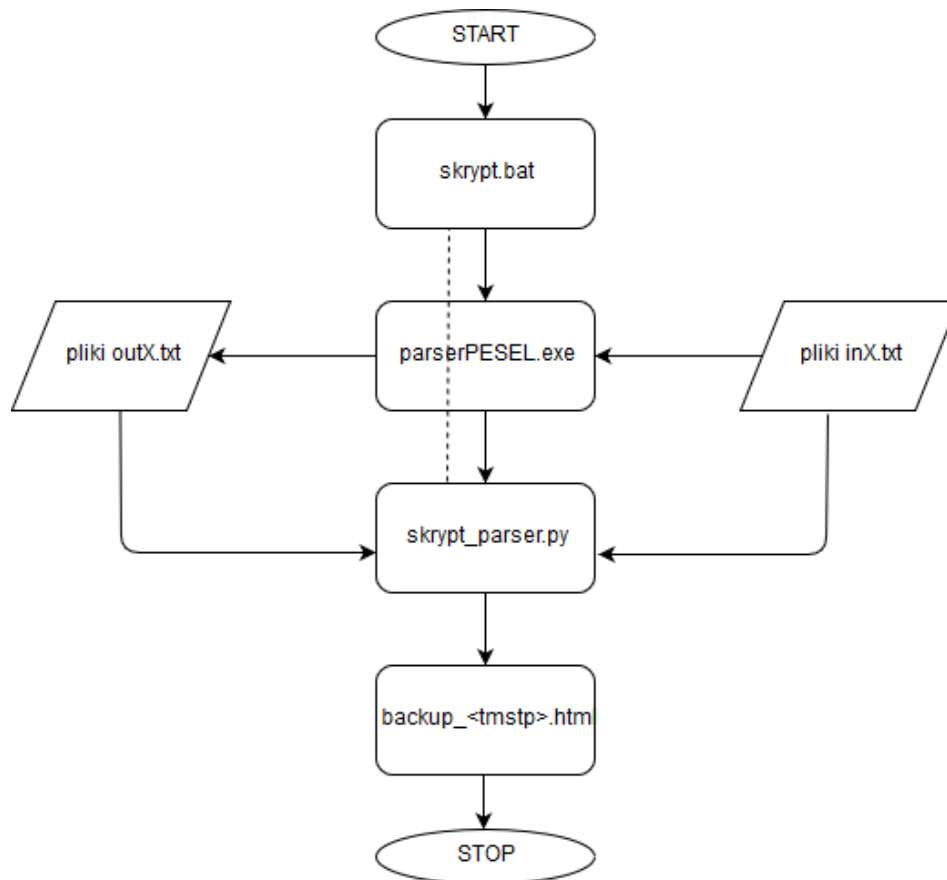 START
skrypt.bat
pliki outX.txt
parserPESEL.exe
pliki inX.txt
skrypt_parser.py
backup_<tmstp>.html
STOP